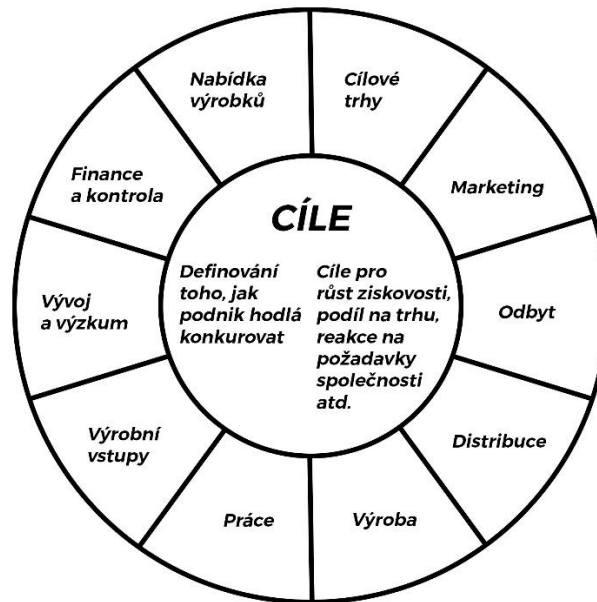 Nabídka
výrobků
Cílové
trhy
Marketing
Odbyt
Distribuce
Výroba
Práce
Výrobní
vstupy
Vývoj
a výzkum
Finance
a kontrola
CÍLE
Definování
toho, jak
podnik hodlá
konkurovat
Cíle pro
růst ziskovosti,
podíl na trhu,
reakce na
požadavky
společnosti
atd.